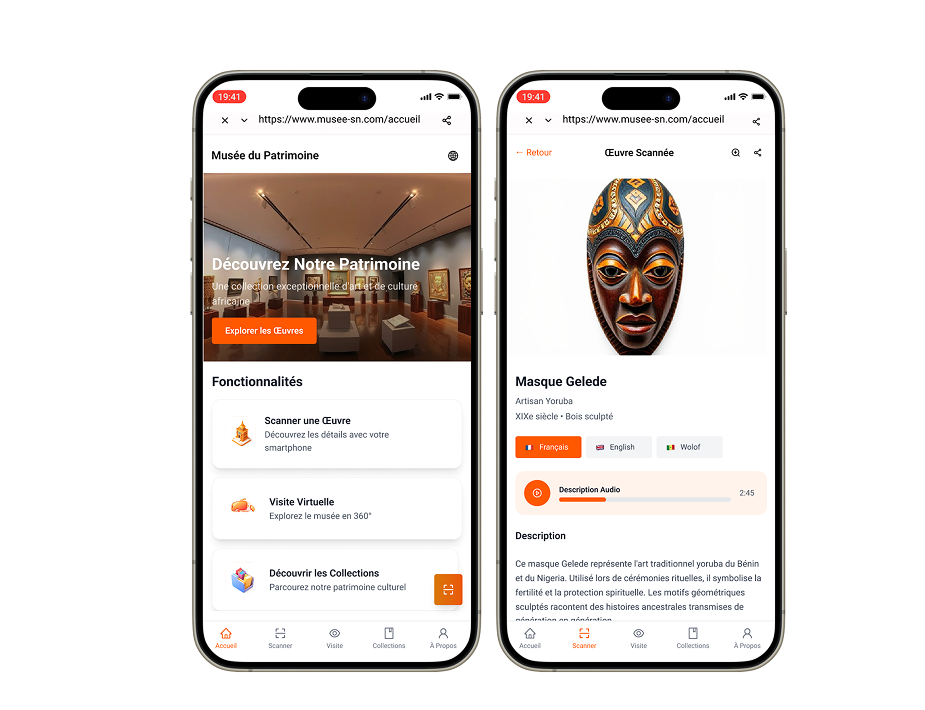 19:41
https://www.musee-sn.com/accueil
Musée du Patrimoine
Découvrez Notre Patrimoine
Une collection exceptionnelle d'art et de culture
africaine
Explorer les Œuvres
Fonctionnalités
Scanner une Œuvre
Découvrez les détails avec votre
smartphone
Visite Virtuelle
Explorez le musée en 360°
Découvrir les Collections
Parcourez notre patrimoine culturel
Accueil
Scanner
Visite
Collections
À Propos
19:41
https://www.musee-sn.com/accueil
← Retour
Œuvre Scannée
Masque Gelede
Artisan Yoruba
XIXe siècle • Bois sculpté
Français
English
Wolof
Description Audio
2:45
Description
Ce masque Gelede représente l'art traditionnel yoruba du Bénin
et du Nigeria. Utilisé lors de cérémonies rituelles, il symbolise la
fertilité et la protection spirituelle. Les motifs géométriques
sculptés racontent des histoires ancestrales transmises de
génération en génération.
Accueil
Scanner
Visite
Collections
À Propos